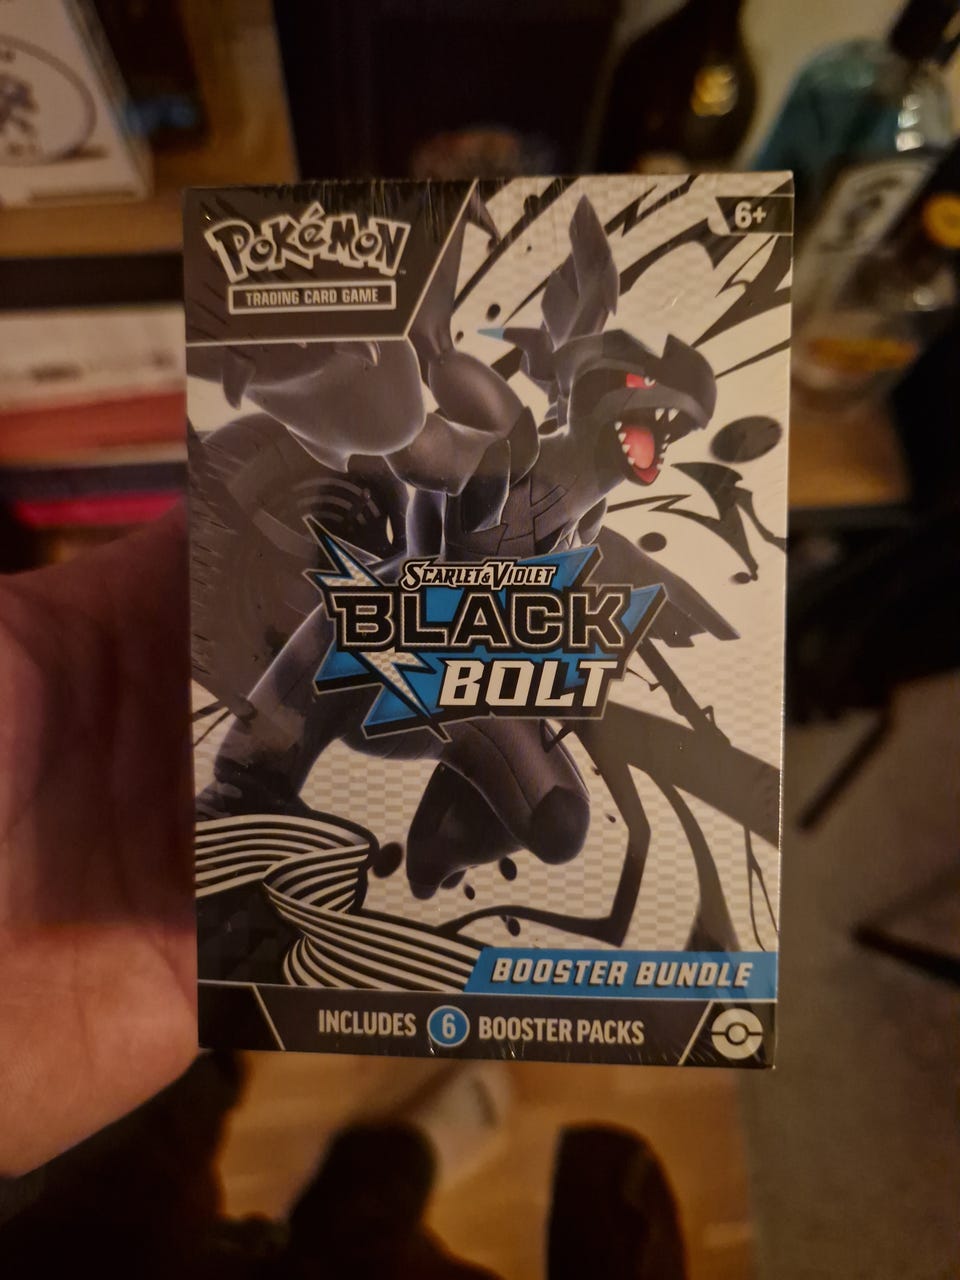 Pokémon
TRADING CARD GAME
6+
SCARLET & VIOLET
BLACK
BOLT
BOOSTER BUNDLE
INCLUDES 6 BOOSTER PACKS